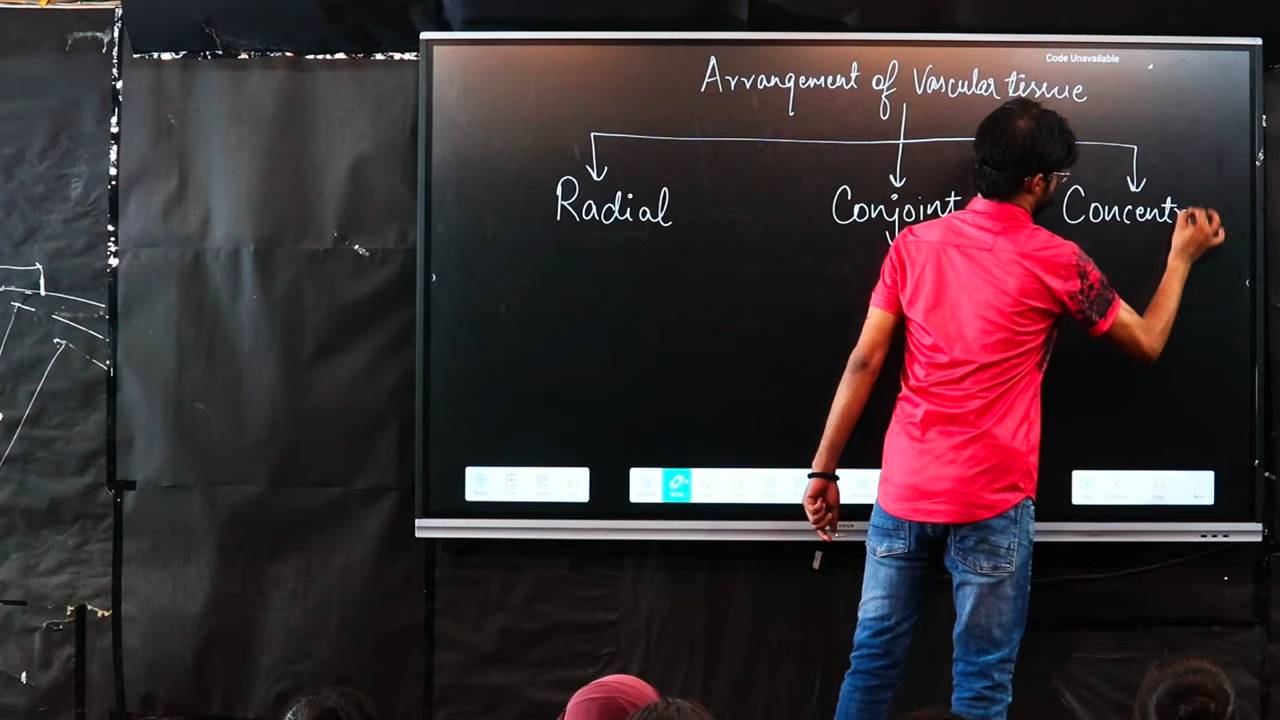 Code Unavailable
Arrangement of Vascular tissue
Radial Conjoint Concent